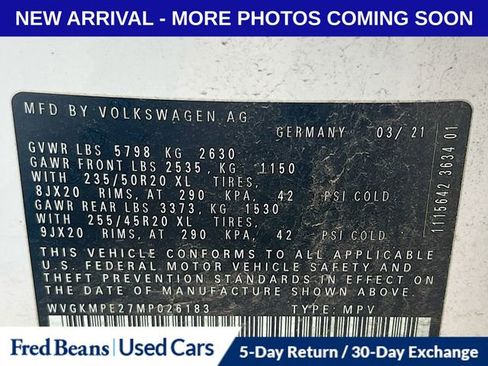 NEW ARRIVAL - MORE PHOTOS COMING SOON
MFD BY VOLKSWAGEN AG
GERMANY 03/21
GVWR LBS 5798 KG 2630
GAWR FRONT LBS 2535 KG 1150
WITH 235/50R20 XL TIRES,
8JX20 RIMS, AT 290 KPA, 42 PSI COLD
GAWR REAR LBS 3373, KG 1530
WITH 255/45R20 XL TIRES,
9JX20 RIMS, AT 290 KPA, 42 PSI COLD
THIS VEHICLE CONFORMS TO ALL APPLICABLE
U.S. FEDERAL MOTOR VEHICLE SAFETY AND
THEFT PREVENTION STANDARDS IN EFFECT ON
THE DATE OF MANUFACTURE SHOWN ABOVE.
WVGKMPE27MP026183 TYPE: MPV
1115642 3634 01
Fred Beans Used Cars
5-Day Return / 30-Day Exchange